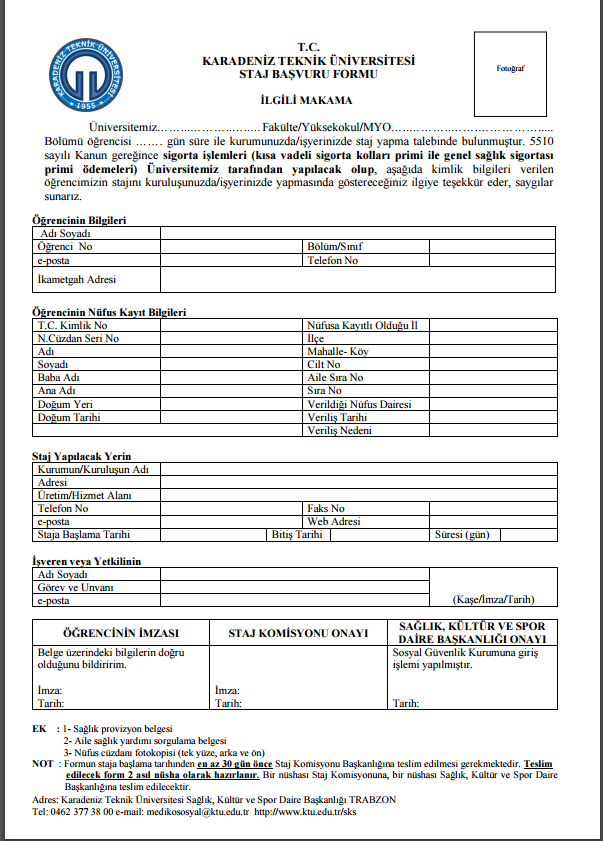 KARADENİZ TEKNİK ÜNİVERSİTESİ
1955
T.C.
KARADENİZ TEKNİK ÜNİVERSİTESİ
STAJ BAŞVURU FORMU
Fotoğraf
İLGİLİ MAKAMA
Üniversitemiz……..…………..….. Fakülte/Yüksekokul/MYO…..………..…………………....
Bölümü öğrencisi ……. gün süre ile kurumunuzda/işyerinizde staj yapma talebinde bulunmuştur. 5510
sayılı Kanun gereğince sigorta işlemleri (kısa vadeli sigorta kolları primi ile genel sağlık sigortası
primi ödemeleri) Üniversitemiz tarafından yapılacak olup, aşağıda kimlik bilgileri verilen
öğrencimizin stajını kuruluşunuzda/işyerinizde yapmasında göstereceğiniz ilgiye teşekkür eder, saygılar
sunarız.
Öğrencinin Bilgileri
Adı Soyadı
Öğrenci No Bölüm/Sınıf
e-posta Telefon No
İkametgah Adresi
Öğrencinin Nüfus Kayıt Bilgileri
T.C. Kimlik No Nüfusa Kayıtlı Olduğu İl
N.Cüzdan Seri No İlçe
Adı Mahalle- Köy
Soyadı Cilt No
Baba Adı Aile Sıra No
Ana Adı Sıra No
Doğum Yeri Verildiği Nüfus Dairesi
Doğum Tarihi Veriliş Tarihi
Veriliş Nedeni
Staj Yapılacak Yerin
Kurumun/Kuruluşun Adı
Adresi
Üretim/Hizmet Alanı
Telefon No Faks No
e-posta Web Adresi
Staja Başlama Tarihi Bitiş Tarihi Süresi (gün)
İşveren veya Yetkilinin
Adı Soyadı
Görev ve Unvanı
e-posta (Kaşe/İmza/Tarih)
ÖĞRENCİNİN İMZASI STAJ KOMİSYONU ONAYI SAĞLIK, KÜLTÜR VE SPOR
DAİRE BAŞKANLIĞI ONAYI
Belge üzerindeki bilgilerin doğru Sosyal Güvenlik Kurumuna giriş
olduğunu bildiririm. işlemi yapılmıştır.
İmza: İmza:
Tarih: Tarih: Tarih:
EK : 1- Sağlık provizyon belgesi
2- Aile sağlık yardımı sorgulama belgesi
3- Nüfus cüzdanı fotokopisi (tek yüze, arka ve ön)
NOT : Formun staja başlama tarihinden en az 30 gün önce Staj Komisyonu Başkanlığına teslim edilmesi gerekmektedir. Teslim
edilecek form 2 asıl nüsha olarak hazırlanır. Bir nüshası Staj Komisyonuna, bir nüshası Sağlık, Kültür ve Spor Daire
Başkanlığına teslim edilecektir.
Adres: Karadeniz Teknik Üniversitesi Sağlık, Kültür ve Spor Daire Başkanlığı TRABZON
Tel: 0462 377 38 00 e-mail: medikososyal@ktu.edu.tr http://www.ktu.edu.tr/sks